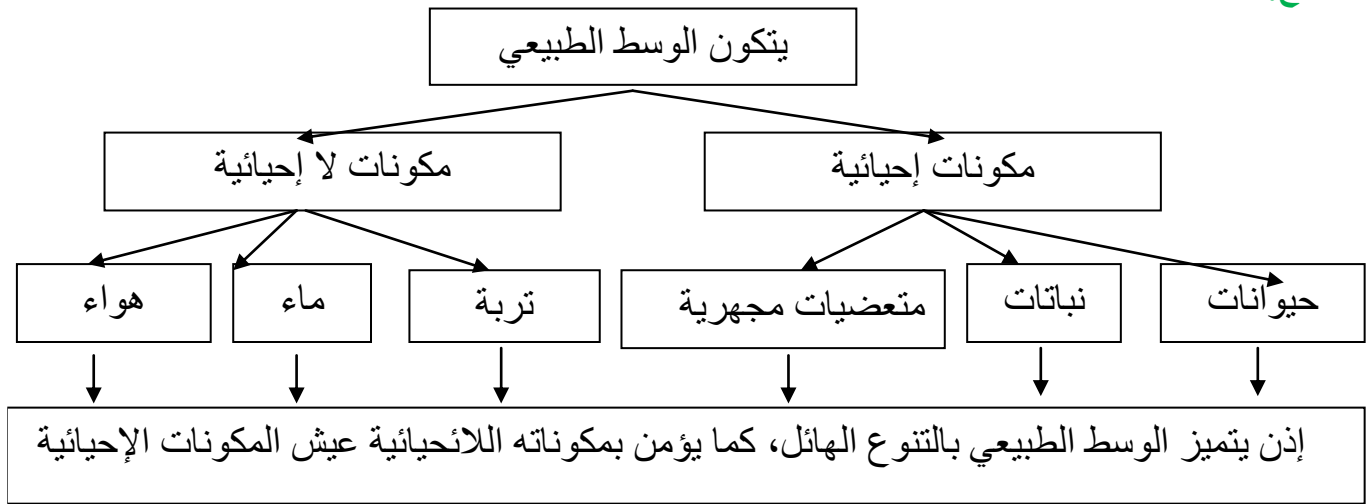 يتكون الوسط الطبيعي
مكونات إحيائية
مكونات لا إحيائية
حيوانات
نباتات
متعضيات مجهرية
تربة
ماء
هواء
إذن يتميز الوسط الطبيعي بالتنوع الهائل، كما يؤمن بمكوناته اللائحيائية عيش المكونات الإحيائية